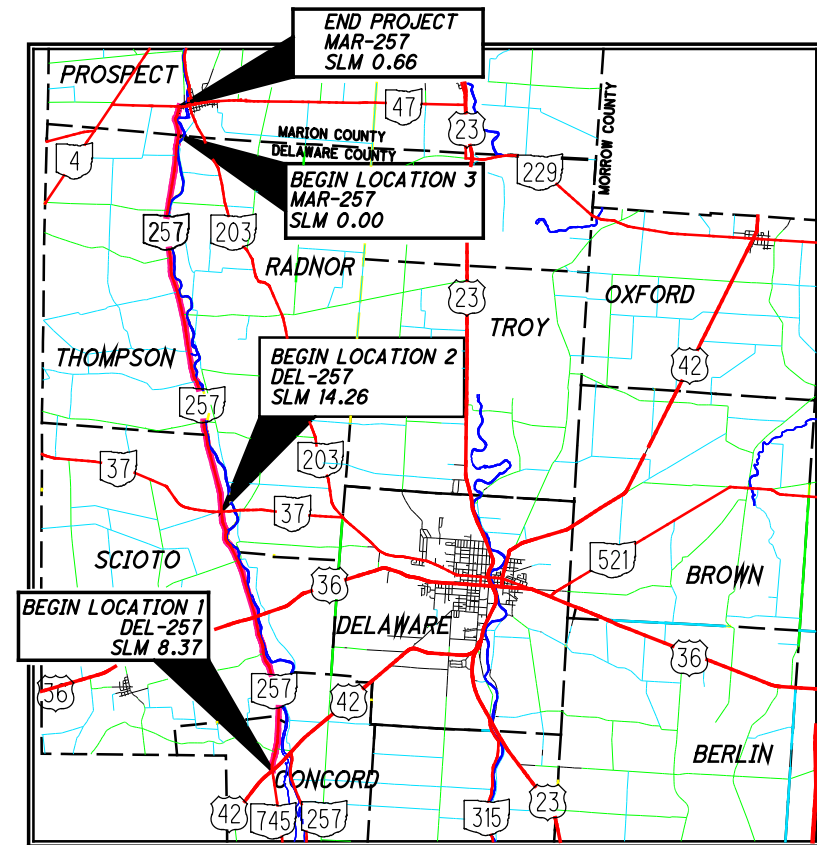 END PROJECT
MAR-257
SLM 0.66
PROSPECT
47
23
MARION COUNTY
DELAWARE COUNTY
MORROW COUNTY
4
229
BEGIN LOCATION 3
MAR-257
SLM 0.00
257
203
RADNOR
23
OXFORD
TROY
THOMPSON
BEGIN LOCATION 2
DEL-257
SLM 14.26
42
257
203
37
37
SCIOTO
521
BROWN
36
BEGIN LOCATION 1
DEL-257
SLM 8.37
DELAWARE
36
36
257
42
BERLIN
CONCORD
42
745
257
315
23